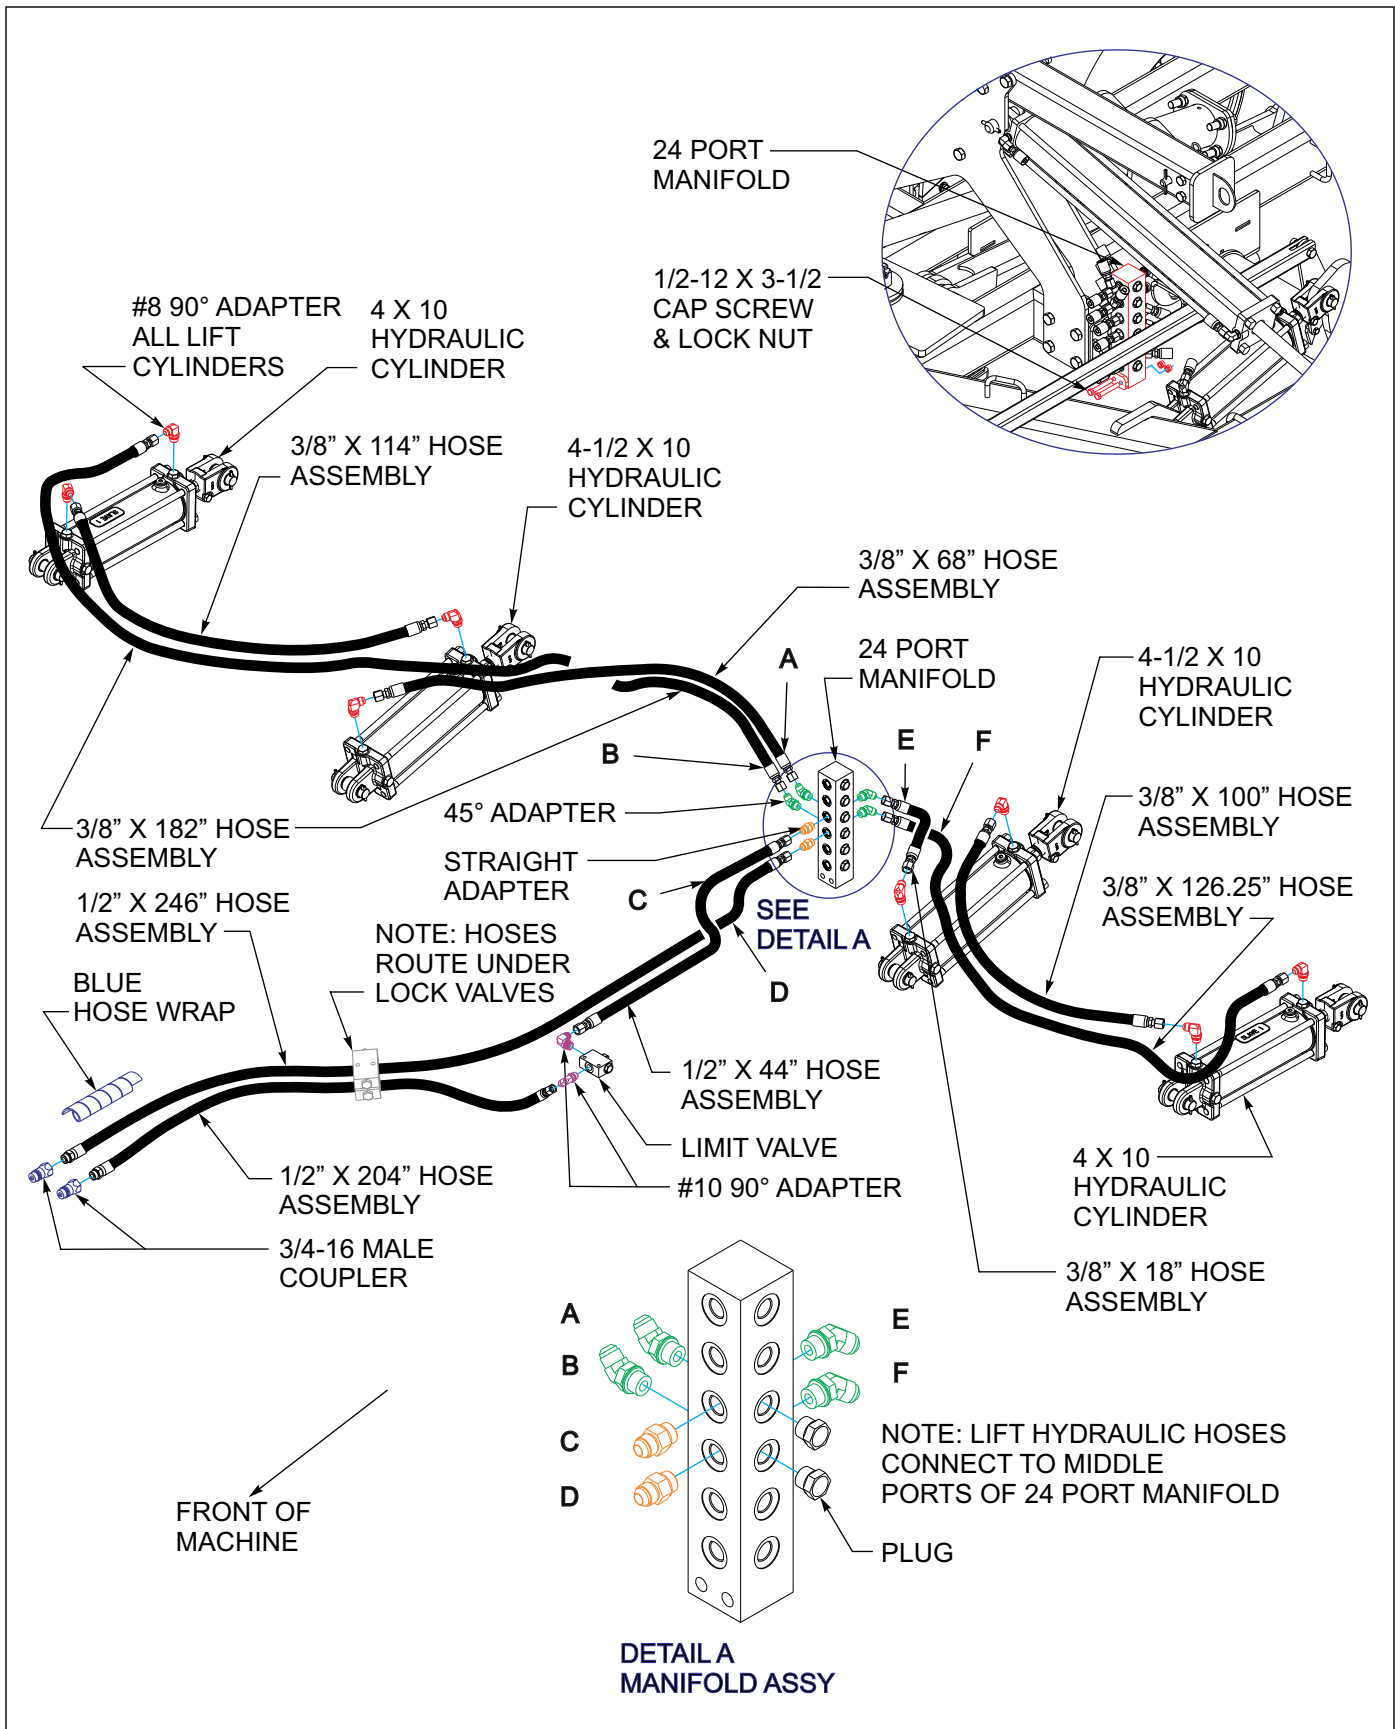 24 PORT
MANIFOLD
1/2-12 X 3-1/2
CAP SCREW
& LOCK NUT
#8 90° ADAPTER
ALL LIFT
CYLINDERS
4 X 10
HYDRAULIC
CYLINDER
3/8” X 114” HOSE
ASSEMBLY
4-1/2 X 10
HYDRAULIC
CYLINDER
3/8” X 68” HOSE
ASSEMBLY
A
24 PORT
MANIFOLD
4-1/2 X 10
HYDRAULIC
CYLINDER
B
E
F
45° ADAPTER
3/8” X 100” HOSE
ASSEMBLY
3/8” X 182” HOSE
ASSEMBLY
STRAIGHT
ADAPTER
C
3/8” X 126.25” HOSE
ASSEMBLY
1/2” X 246” HOSE
ASSEMBLY
SEE
DETAIL A
NOTE: HOSES
ROUTE UNDER
LOCK VALVES
D
BLUE
HOSE WRAP
1/2” X 44” HOSE
ASSEMBLY
LIMIT VALVE
#10 90° ADAPTER
4 X 10
HYDRAULIC
CYLINDER
1/2” X 204” HOSE
ASSEMBLY
3/4-16 MALE
COUPLER
3/8” X 18” HOSE
ASSEMBLY
A
E
B
F
C
NOTE: LIFT HYDRAULIC HOSES
CONNECT TO MIDDLE
PORTS OF 24 PORT MANIFOLD
D
FRONT OF
MACHINE
PLUG
DETAIL A
MANIFOLD ASSY